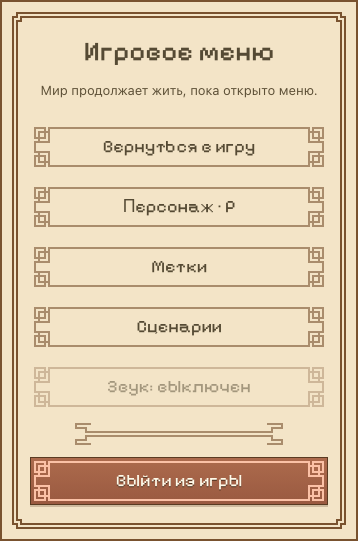 Игровое меню
Мир продолжает жить, пока открыто меню.
Вернуться в игру
Персонаж · P
Метки
Сценарии
Звук: выключен
Выйти из игры